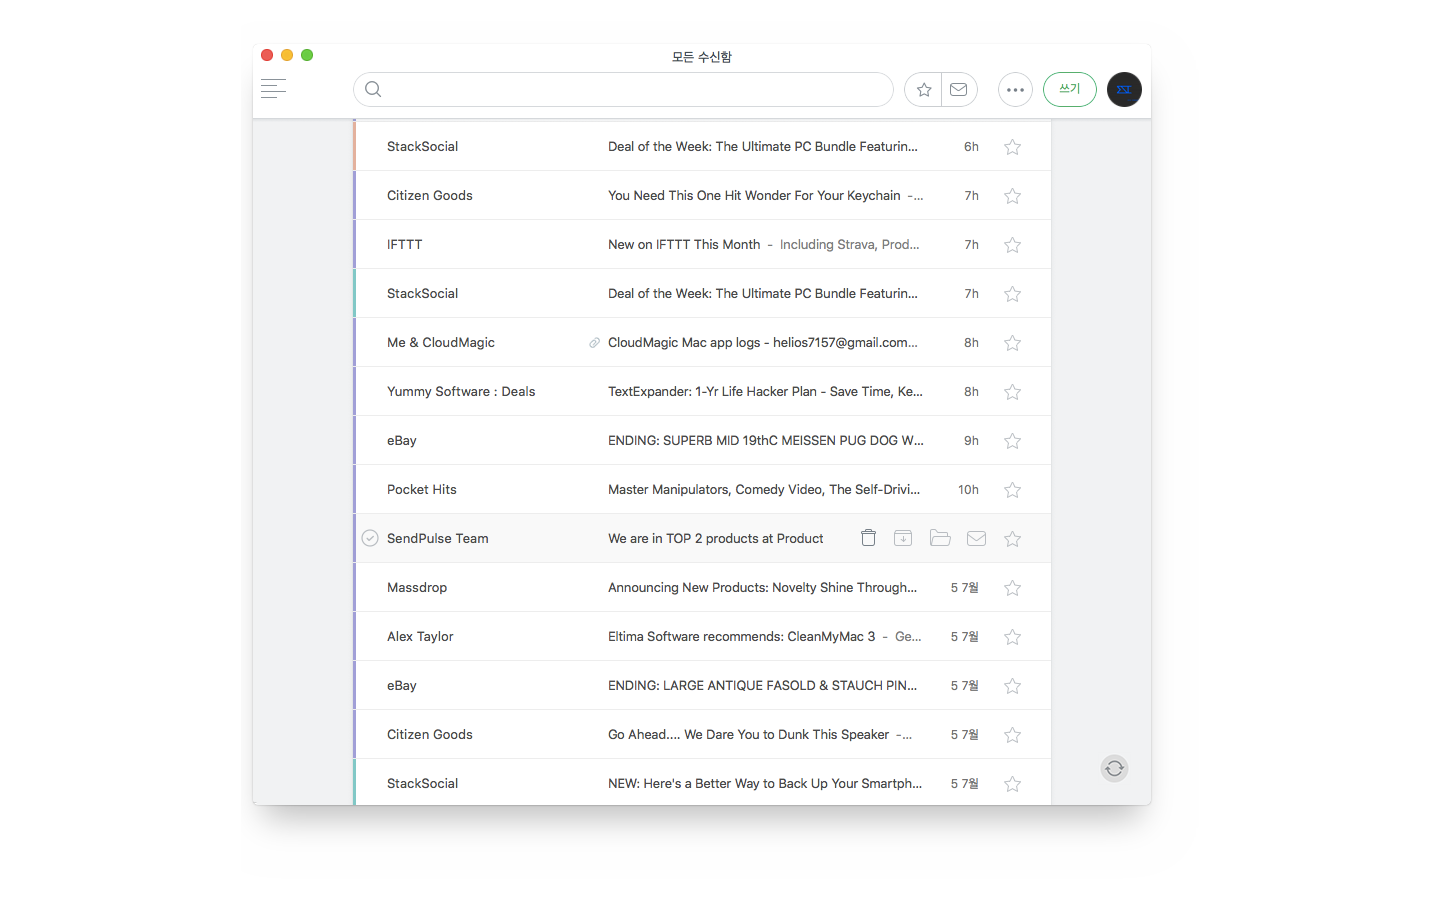 모든 수신함
쓰기
StackSocial Deal of the Week: The Ultimate PC Bundle Featurin... 6h
Citizen Goods You Need This One Hit Wonder For Your Keychain -... 7h
IFTTT New on IFTTT This Month - Including Strava, Prod... 7h
StackSocial Deal of the Week: The Ultimate PC Bundle Featurin... 7h
Me & CloudMagic CloudMagic Mac app logs - helios7157@gmail.com... 8h
Yummy Software : Deals TextExpander: 1-Yr Life Hacker Plan - Save Time, Ke... 8h
eBay ENDING: SUPERB MID 19thC MEISSEN PUG DOG W... 9h
Pocket Hits Master Manipulators, Comedy Video, The Self-Drivi... 10h
SendPulse Team We are in TOP 2 products at Product
Massdrop Announcing New Products: Novelty Shine Through... 5 7월
Alex Taylor Eltima Software recommends: CleanMyMac 3 - Ge... 5 7월
eBay ENDING: LARGE ANTIQUE FASOLD & STAUCH PIN... 5 7월
Citizen Goods Go Ahead.... We Dare You to Dunk This Speaker -... 5 7월
StackSocial NEW: Here's a Better Way to Back Up Your Smartph... 5 7월